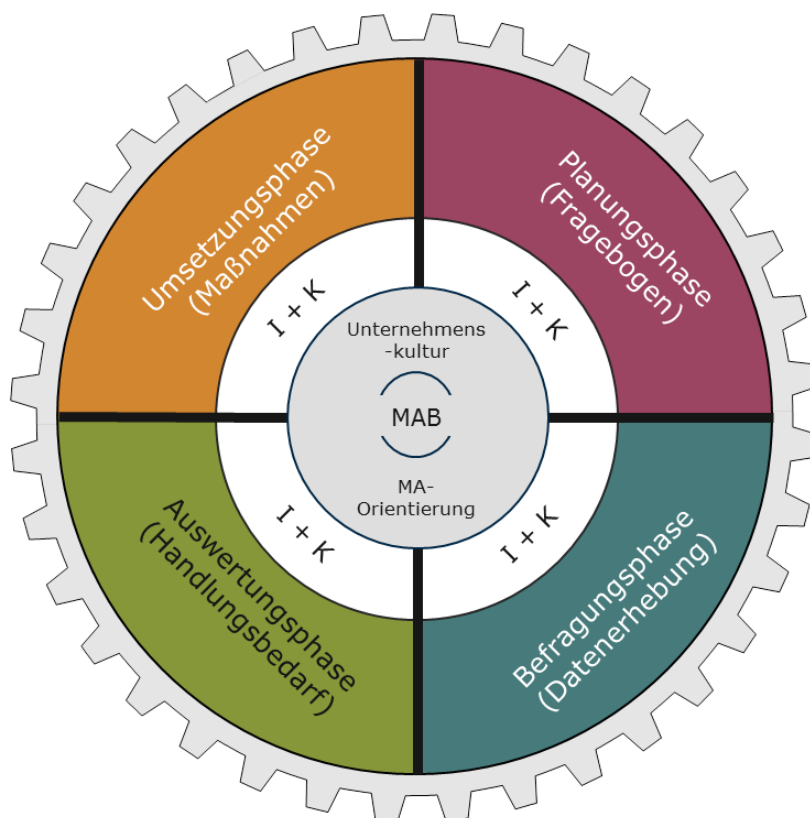 Umsetzungsphase
(Maßnahmen)
Planungsphase
(Fragebogen)
I + K
I + K
Unternehmens
-kultur
MAB
MA-
Orientierung
I + K
I + K
Auswertungsphase
(Handlungsbedarf)
Befragungsphase
(Datenerhebung)